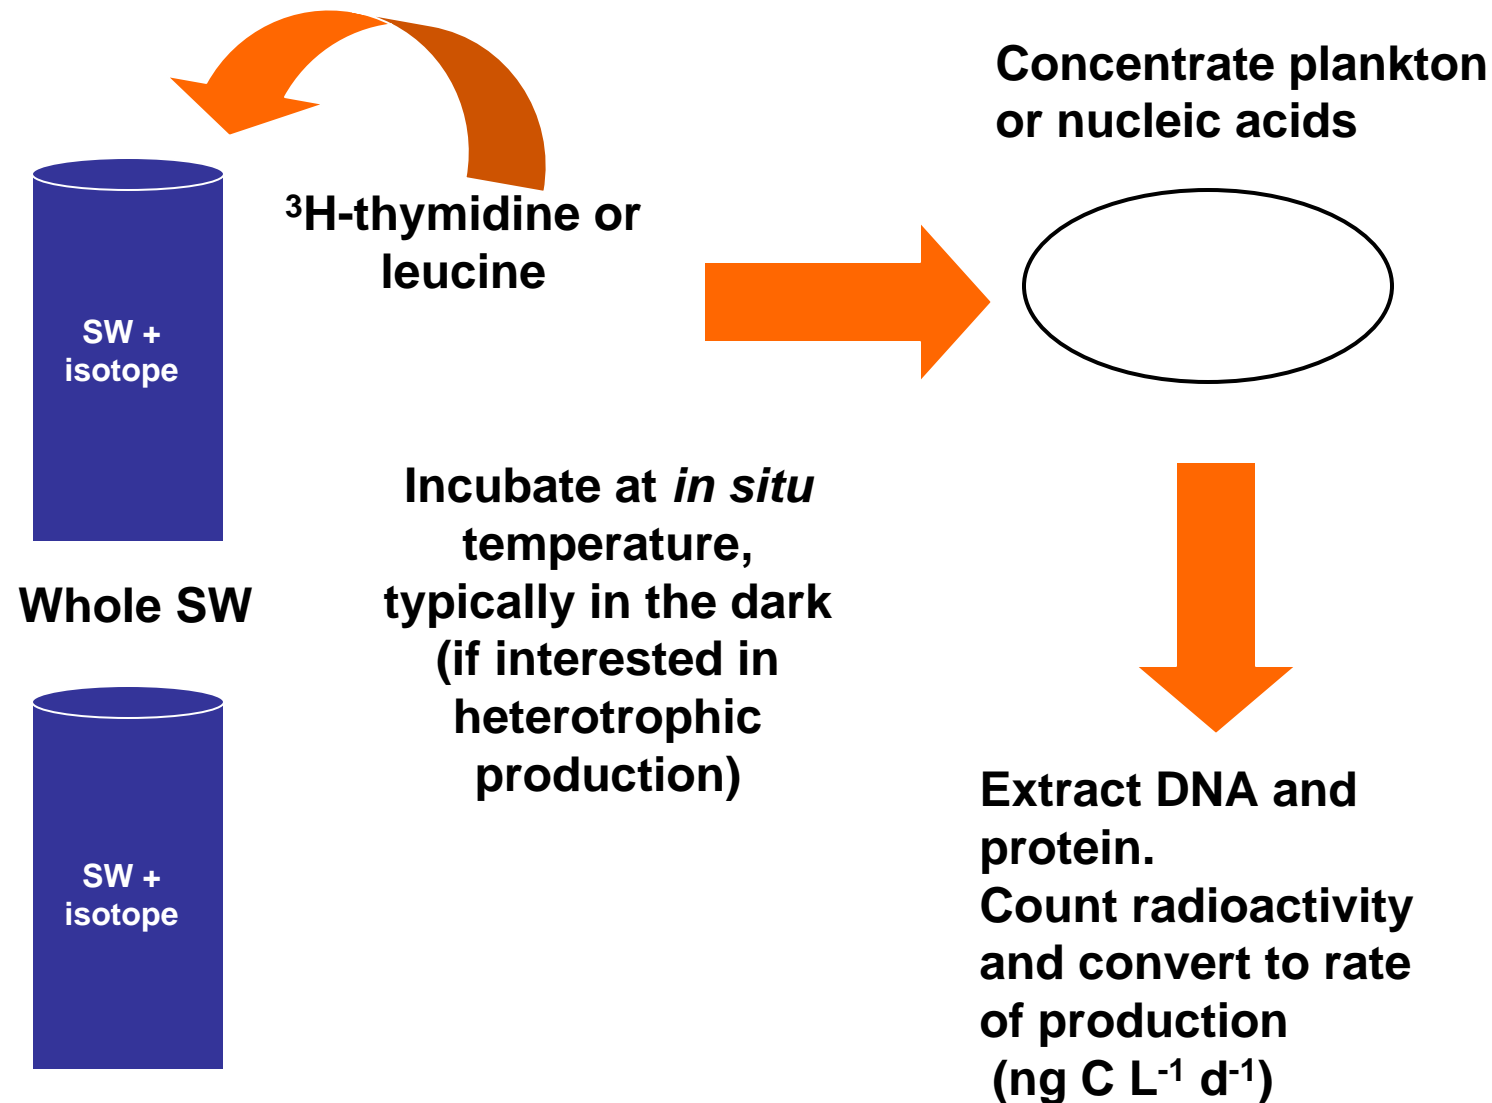 Concentrate plankton
or nucleic acids
³H-thymidine or
leucine
SW +
isotope
Incubate at in situ
temperature,
typically in the dark
(if interested in
heterotrophic
production)
Whole SW
SW +
isotope
Extract DNA and
protein.
Count radioactivity
and convert to rate
of production
(ng C L⁻¹ d⁻¹)